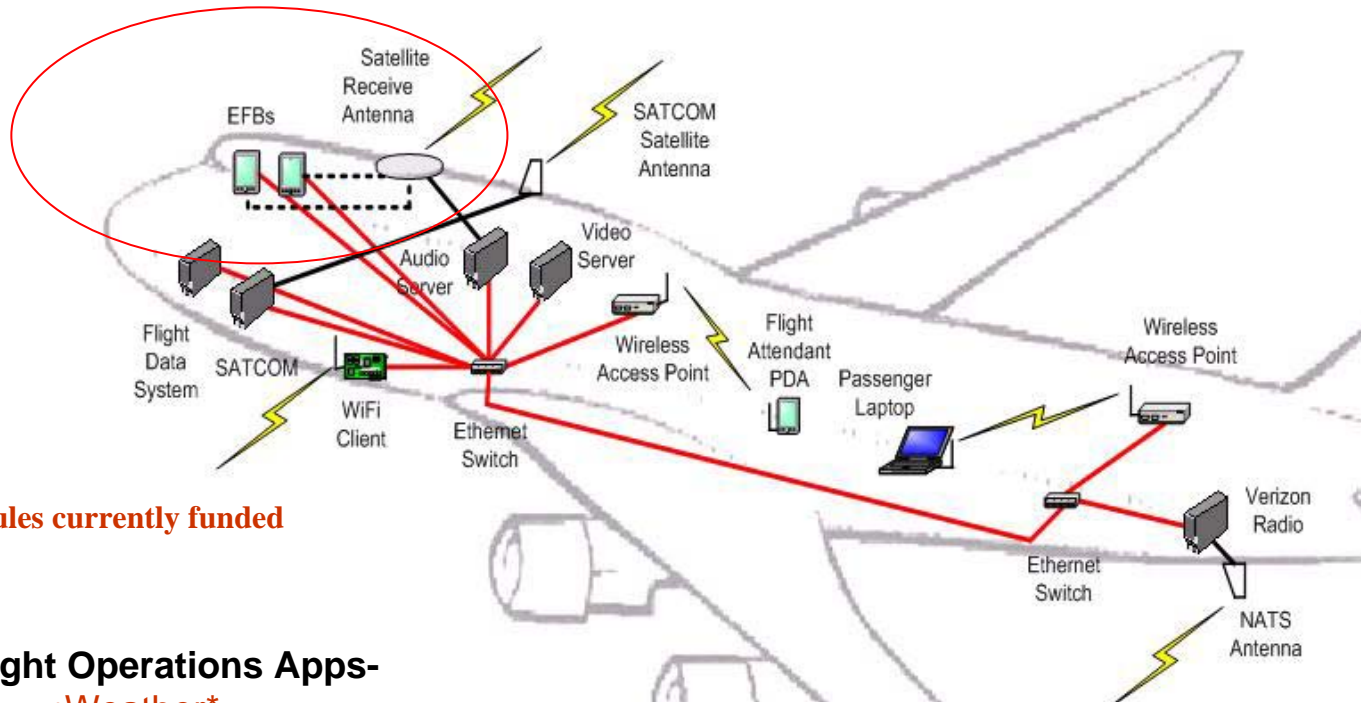 Satellite
Receive
Antenna
EFBs
SATCOM
Satellite
Antenna
Audio
Server
Video
Server
Flight
Data
System
SATCOM
WiFi
Client
Ethernet
Switch
Wireless
Access Point
Flight
Attendant
PDA
Passenger
Laptop
Wireless
Access Point
Verizon
Radio
Ethernet
Switch
NATS
Antenna
ules currently funded
ght Operations Apps-
Weather*